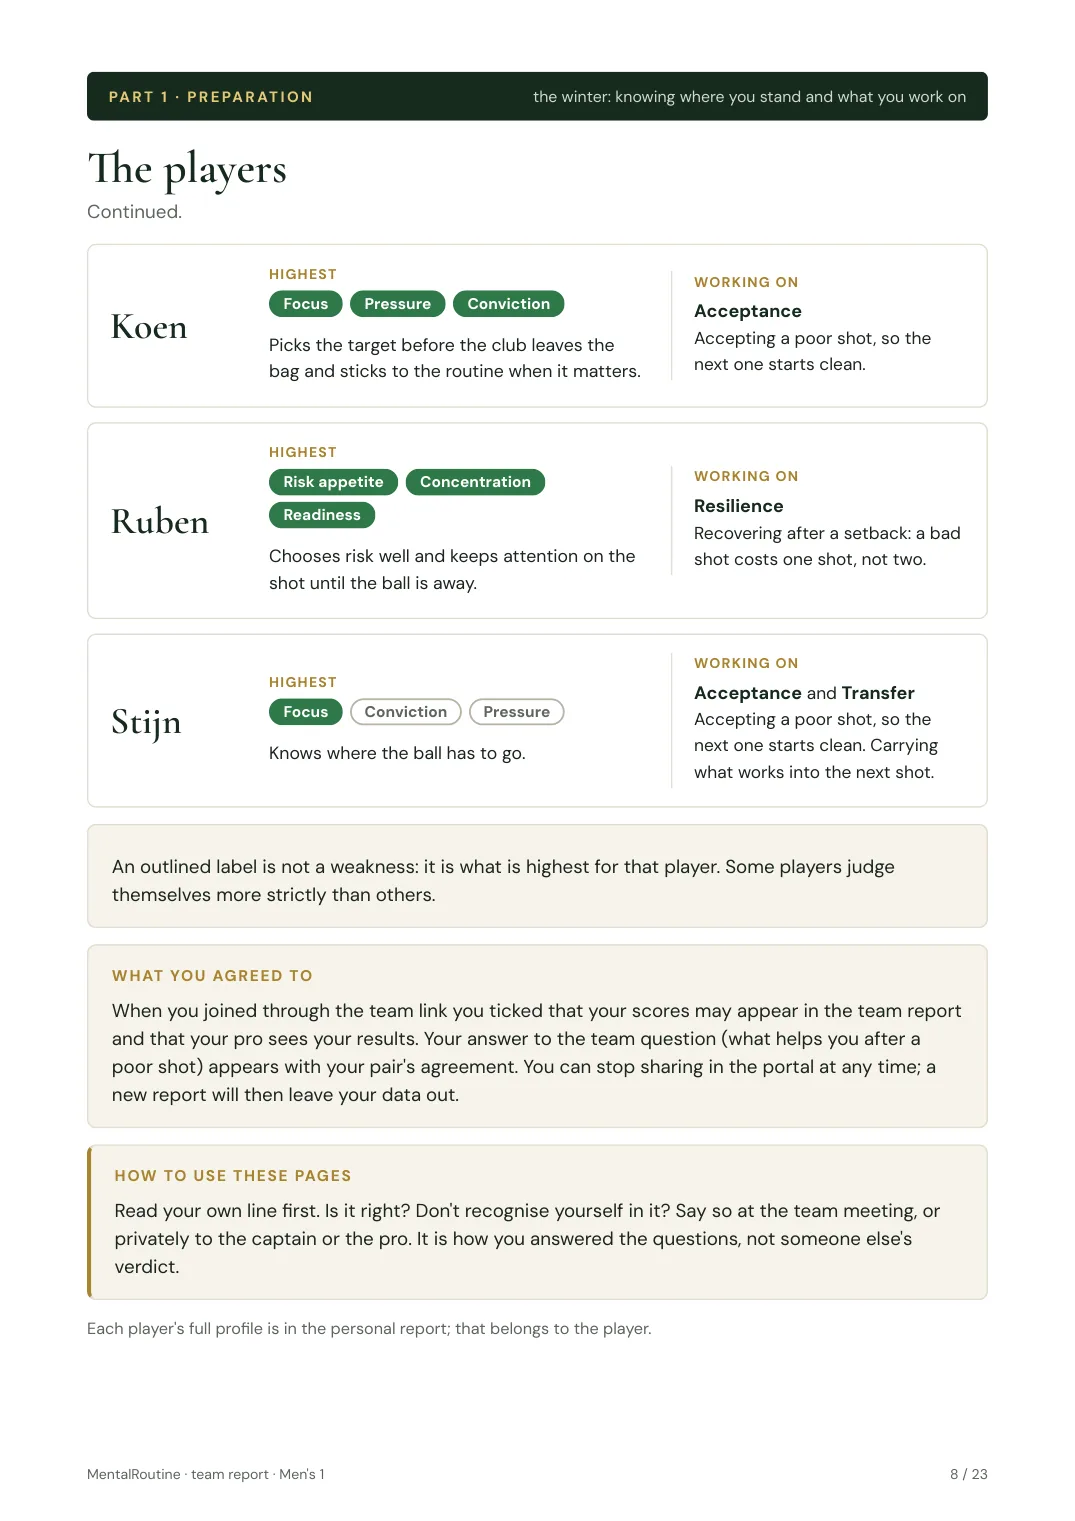 PART 1 · PREPARATION
the winter: knowing where you stand and what you work on
The players
Continued.
Koen
HIGHEST
Focus Pressure Conviction
Picks the target before the club leaves the
bag and sticks to the routine when it matters.
WORKING ON
Acceptance
Accepting a poor shot, so the
next one starts clean.
Ruben
HIGHEST
Risk appetite Concentration
Readiness
Chooses risk well and keeps attention on the
shot until the ball is away.
WORKING ON
Resilience
Recovering after a setback: a bad
shot costs one shot, not two.
Stijn
HIGHEST
Focus Conviction Pressure
Knows where the ball has to go.
WORKING ON
Acceptance and Transfer
Accepting a poor shot, so the
next one starts clean. Carrying
what works into the next shot.
An outlined label is not a weakness: it is what is highest for that player. Some players judge
themselves more strictly than others.
WHAT YOU AGREED TO
When you joined through the team link you ticked that your scores may appear in the team report
and that your pro sees your results. Your answer to the team question (what helps you after a
poor shot) appears with your pair's agreement. You can stop sharing in the portal at any time; a
new report will then leave your data out.
HOW TO USE THESE PAGES
Read your own line first. Is it right? Don't recognise yourself in it? Say so at the team meeting, or
privately to the captain or the pro. It is how you answered the questions, not someone else's
verdict.
Each player's full profile is in the personal report; that belongs to the player.
MentalRoutine · team report · Men's 1
8 / 23